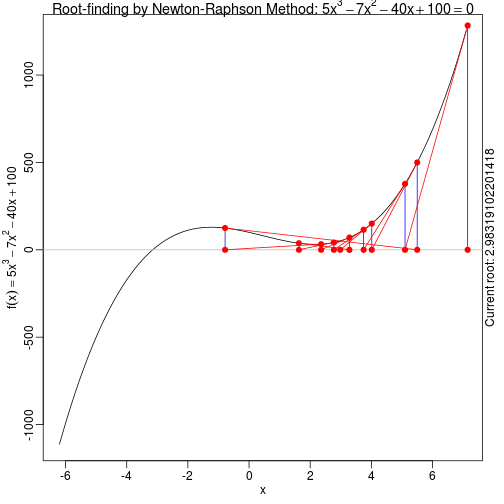 Root-finding by Newton-Raphson Method: 5x³ − 7x² − 40x + 100 = 0
f(x) = 5x³ − 7x² − 40x + 100
1000
500
0
-500
-1000
-6 -4 -2 0 2 4 6
x
Current root: 2.98319102201418